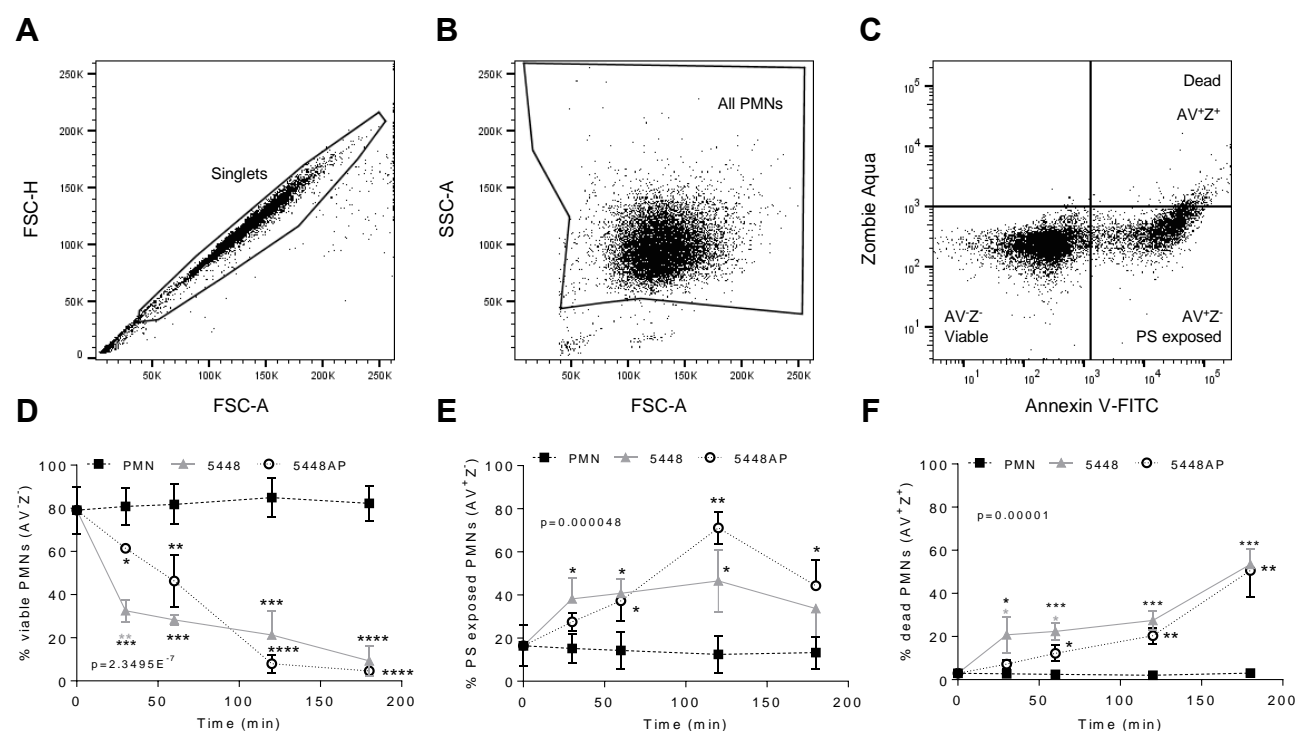 A
B
C
250K
200K
150K
100K
50K
0
Singlets
FSC-H
50K
100K
150K
200K
250K
FSC-A
250K
200K
150K
100K
50K
All PMNs
SSC-A
50K
100K
150K
200K
250K
FSC-A
10^5
10^4
10^3
10^2
10^1
Zombie Aqua
Dead
AV+Z+
AV-Z-
Viable
AV+Z-
PS exposed
10^1
10^2
10^3
10^4
10^5
Annexin V-FITC
D
E
F
PMN 5448 5448AP
100
80
60
40
20
0
% viable PMNs (AV-Z-)
*
**
**
***
***
***
****
****
****
p=2.3495E-7
0 50 100 150 200
Time (min)
PMN 5448 5448AP
100
80
60
40
20
0
% PS exposed PMNs (AV+Z-)
p=0.000048
*
*
*
**
*
*
0 50 100 150 200
Time (min)
PMN 5448 5448AP
100
80
60
40
20
0
% dead PMNs (AV+Z+)
p=0.00001
*
*
***
*
*
***
**
***
**
0 50 100 150 200
Time (min)